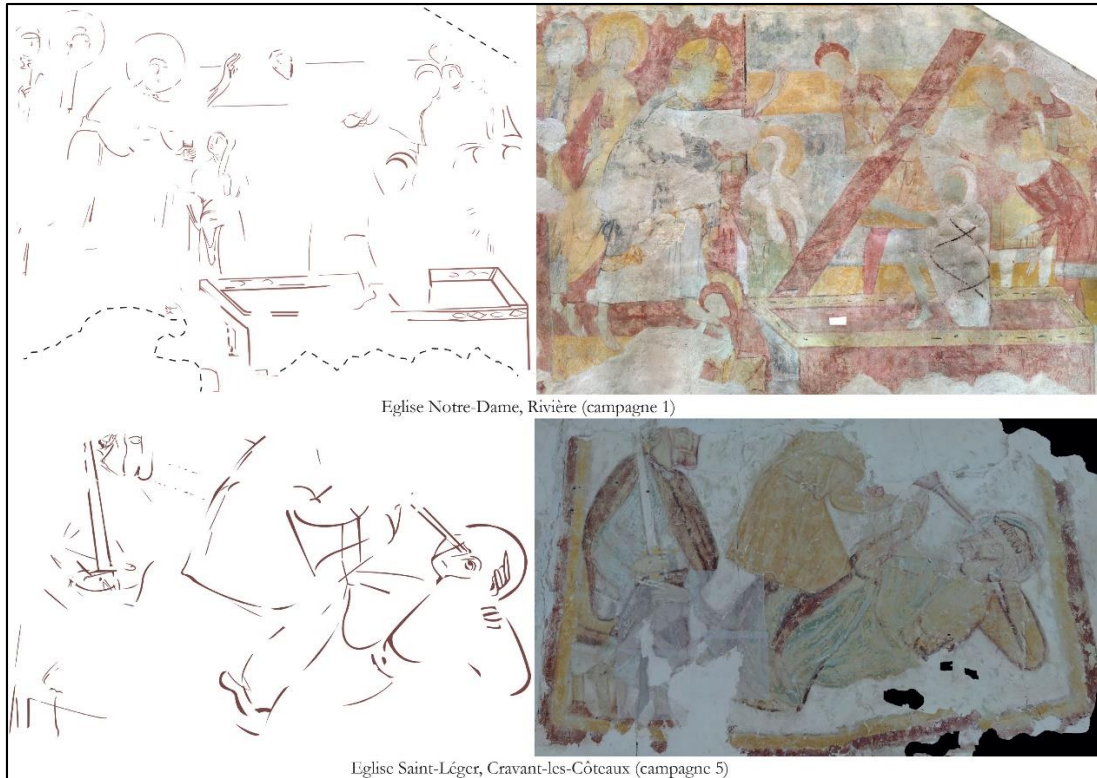 Eglise Notre-Dame, Rivière (campagne 1)
Eglise Saint-Léger, Cravant-les-Côteaux (campagne 5)